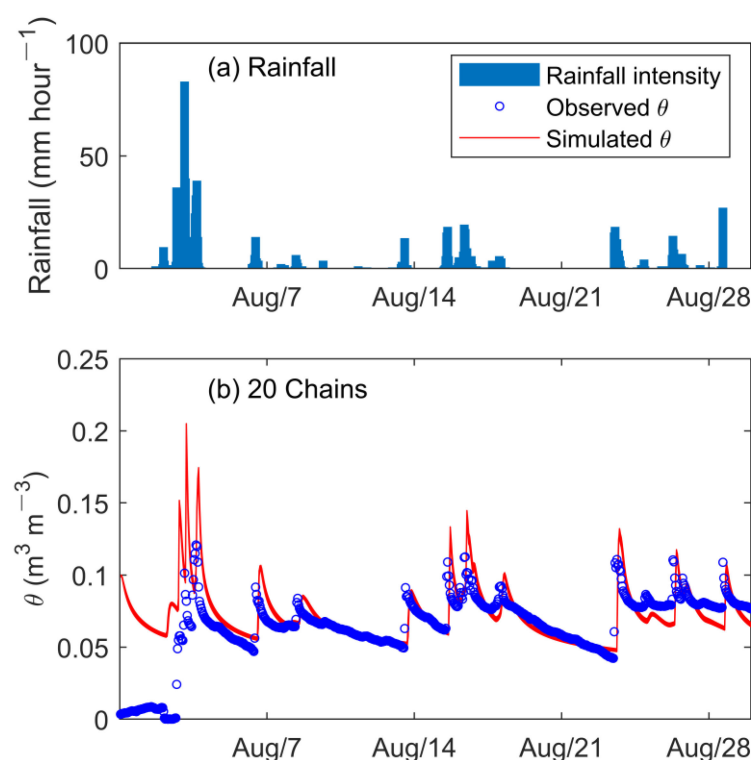 (a) Rainfall
Rainfall intensity
Observed θ
Simulated θ
Rainfall (mm hour⁻¹)
100
50
0
Aug/7
Aug/14
Aug/21
Aug/28
(b) 20 Chains
θ (m³ m⁻³)
0.25
0.2
0.15
0.1
0.05
0
Aug/7
Aug/14
Aug/21
Aug/28